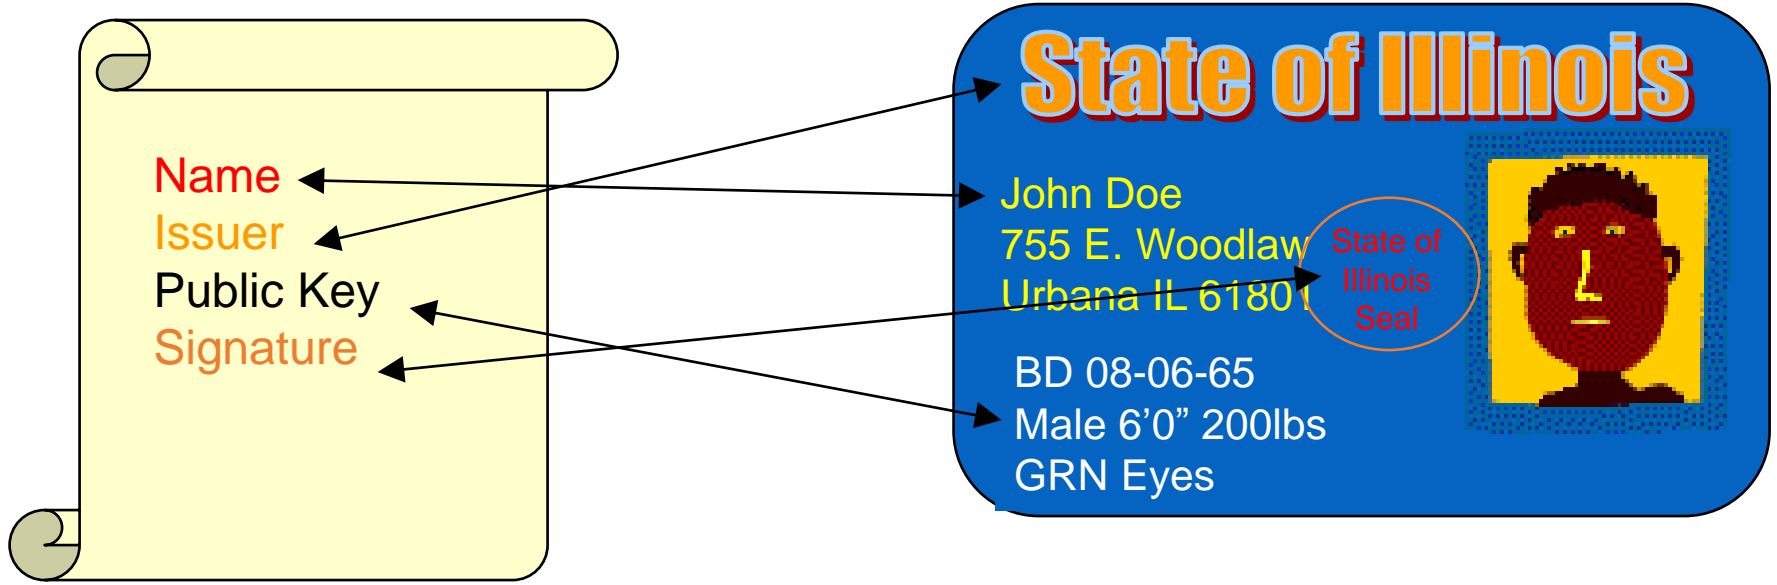 Name
Issuer
Public Key
Signature
State of Illinois
John Doe
755 E. Woodlaw
Urbana IL 61801
State of
Illinois
Seal
BD 08-06-65
Male 6’0” 200lbs
GRN Eyes